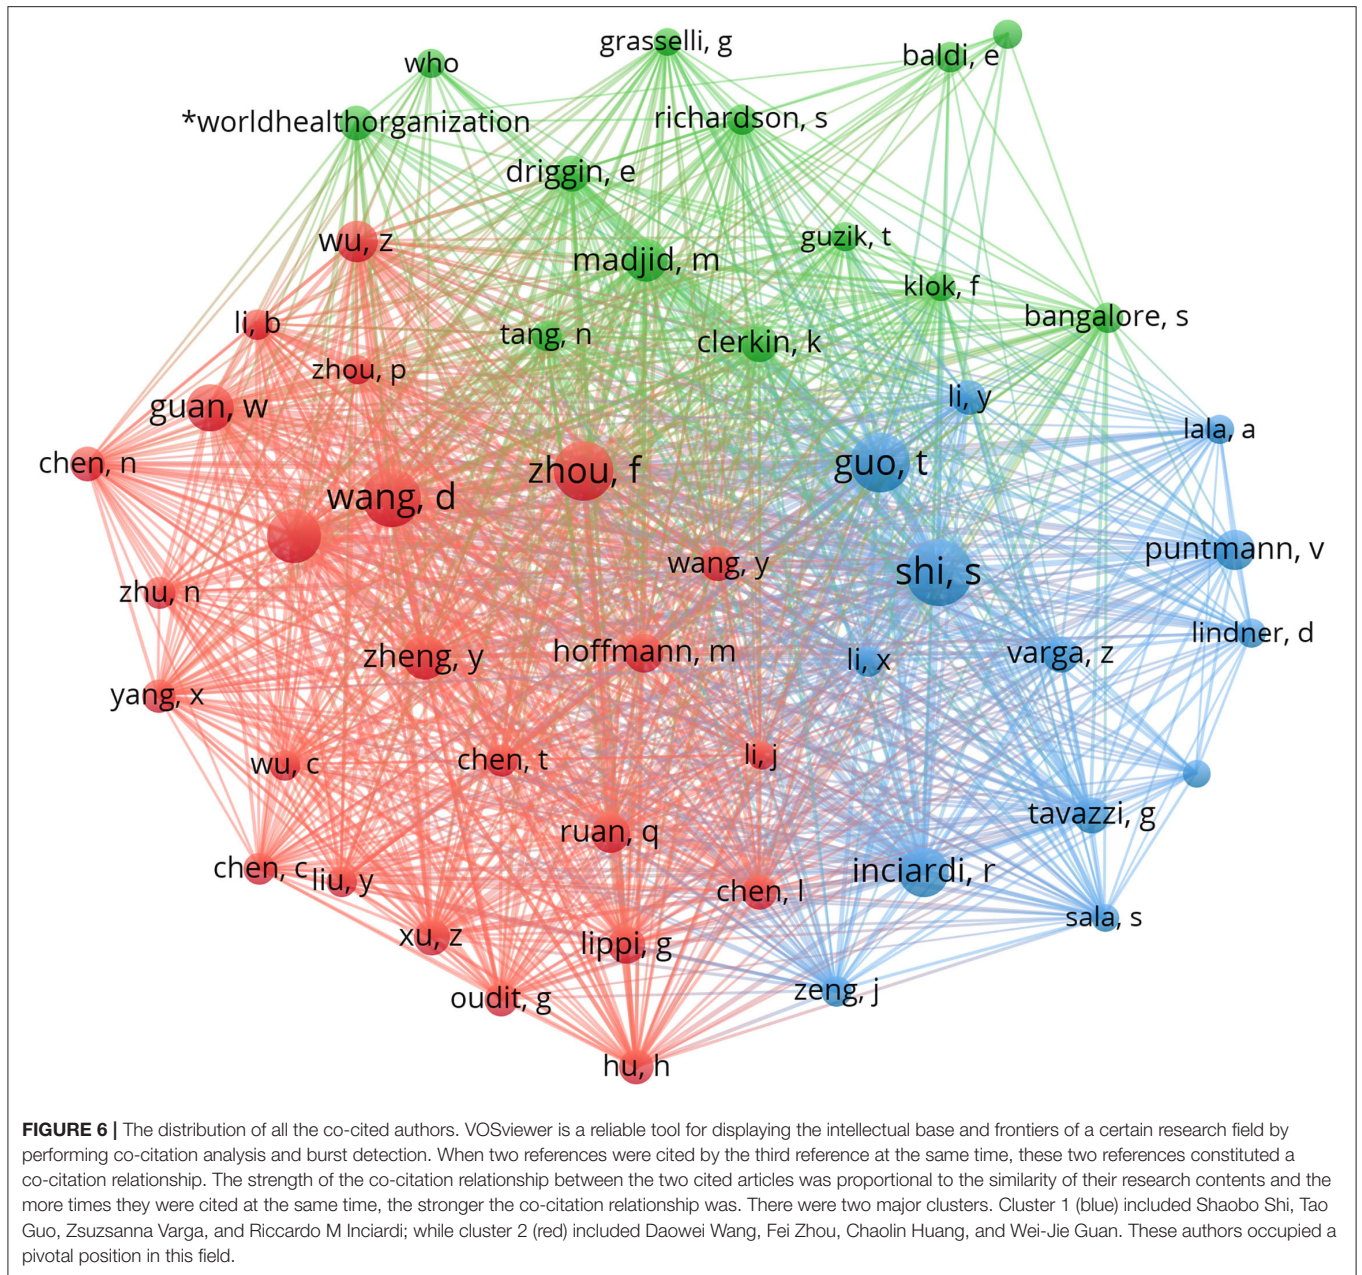 grasselli, g
baldi, e
who
*worldhealthorganization
richardson, s
driggin, e
wu, z
guzik, t
madjid, m
klok, f
bangalore, s
li, b
tang, n
clerkin, k
zhou, p
li, y
guan, w
lala, a
chen, n
zhou, f
guo, t
wang, d
puntmann, v
wang, y
shi, s
zhu, n
lindner, d
zheng, y
hoffmann, m
li, x
varga, z
yang, x
wu, c
chen, t
li, j
tavazzi, g
ruan, q
chen, c
liu, y
inciardi, r
chen, l
sala, s
xu, z
lippi, g
oudit, g
zeng, j
hu, h
FIGURE 6 | The distribution of all the co-cited authors. VOSviewer is a reliable tool for displaying the intellectual base and frontiers of a certain research field by
performing co-citation analysis and burst detection. When two references were cited by the third reference at the same time, these two references constituted a
co-citation relationship. The strength of the co-citation relationship between the two cited articles was proportional to the similarity of their research contents and the
more times they were cited at the same time, the stronger the co-citation relationship was. There were two major clusters. Cluster 1 (blue) included Shaobo Shi, Tao
Guo, Zsuzsanna Varga, and Riccardo M Inciardi; while cluster 2 (red) included Daowei Wang, Fei Zhou, Chaolin Huang, and Wei-Jie Guan. These authors occupied a
pivotal position in this field.